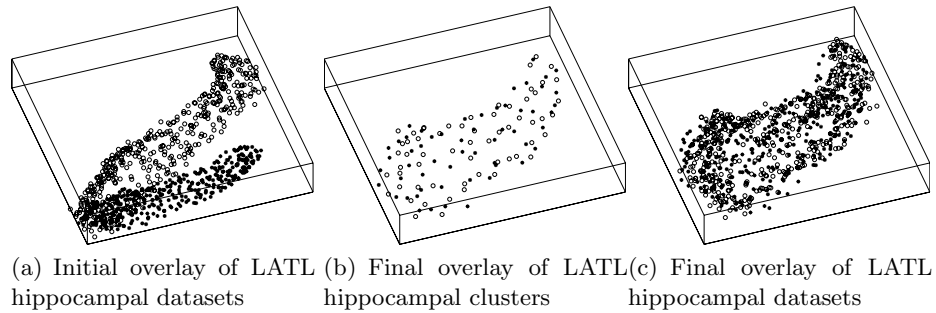 (a) Initial overlay of LATL
hippocampal datasets
(b) Final overlay of LATL
hippocampal clusters
(c) Final overlay of LATL
hippocampal datasets